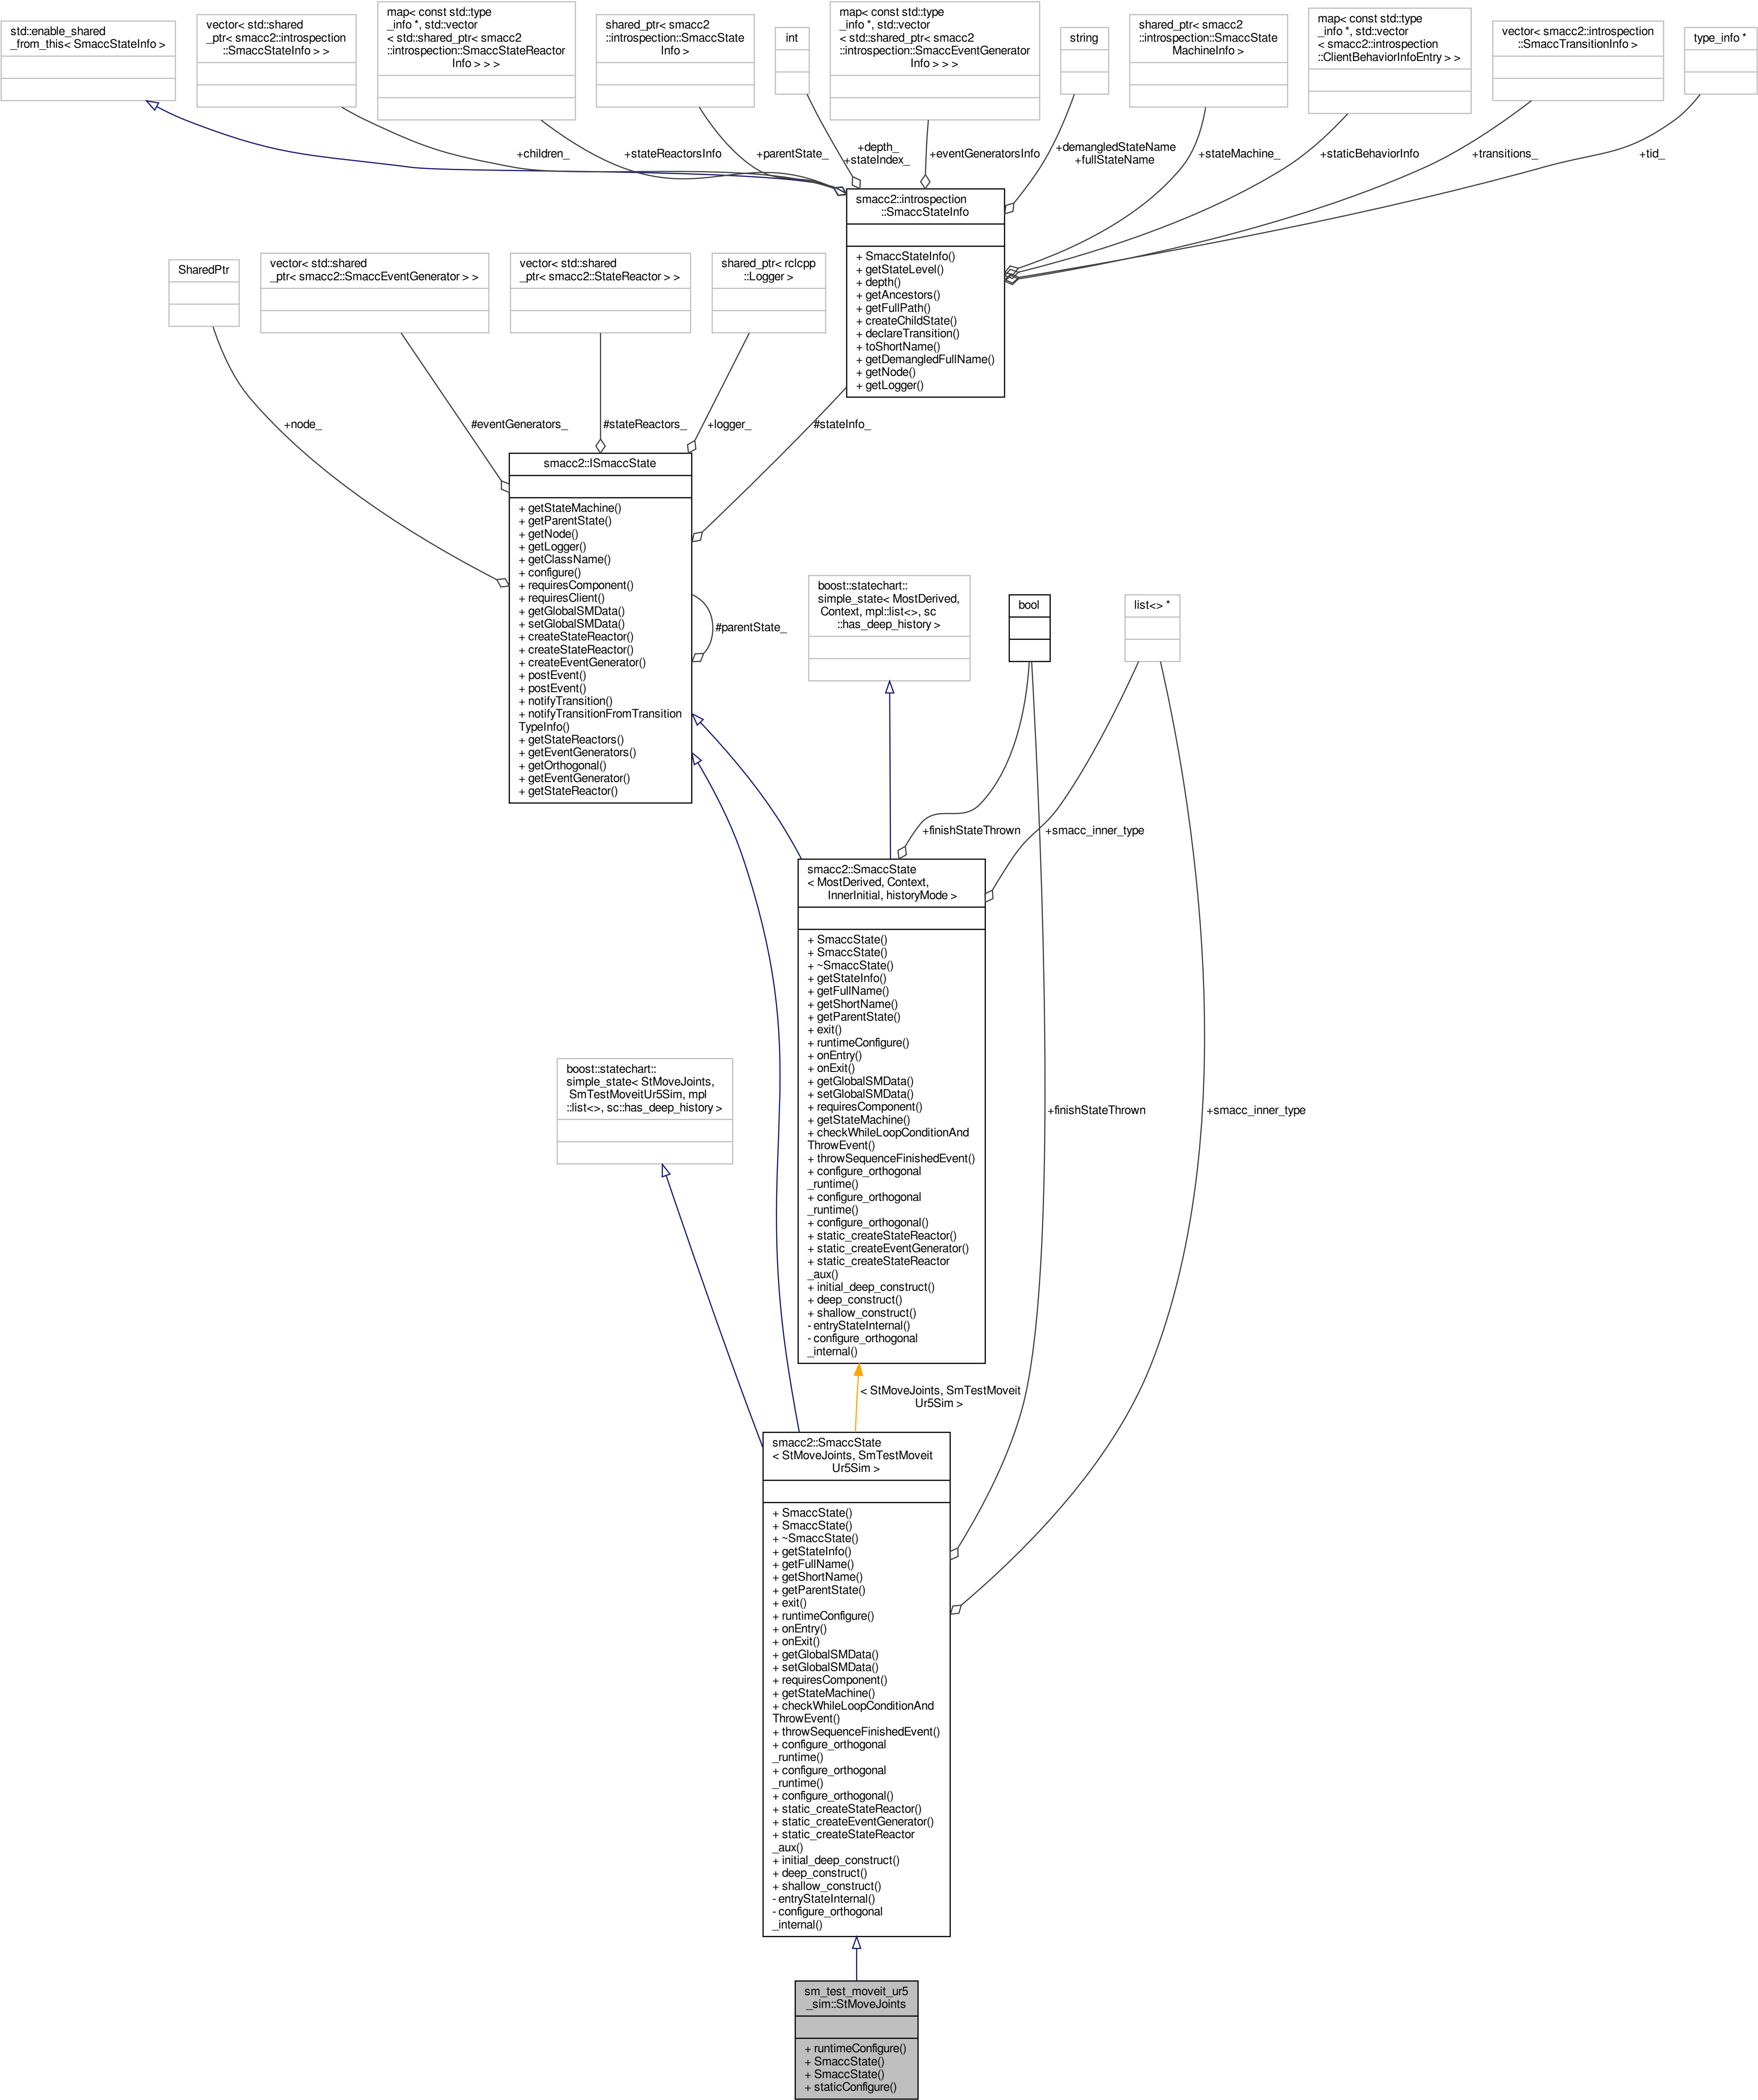 std::enable_shared
_from_this< SmaccStateInfo >
vector< std::shared
_ptr< smacc2::introspection
::SmaccStateInfo > >
map< const std::type
_info *, std::vector
< std::shared_ptr< smacc2
::introspection::SmaccStateReactor
Info > > >
shared_ptr< smacc2
::introspection::SmaccState
Info >
int
map< const std::type
_info *, std::vector
< std::shared_ptr< smacc2
::introspection::SmaccEventGenerator
Info > > >
string
shared_ptr< smacc2
::introspection::SmaccState
MachineInfo >
map< const std::type
_info *, std::vector
< smacc2::introspection
::ClientBehaviorInfoEntry > >
vector< smacc2::introspection
::SmaccTransitionInfo >
type_info *
+children_
+stateReactorsInfo
+parentState_
+depth_
+stateIndex_
+eventGeneratorsInfo
+demangledStateName
+fullStateName
+stateMachine_
+staticBehaviorInfo
+transitions_
+tid_
smacc2::introspection
::SmaccStateInfo
+ SmaccStateInfo()
+ getStateLevel()
+ depth()
+ getAncestors()
+ getFullPath()
+ createChildState()
+ declareTransition()
+ toShortName()
+ getDemangledFullName()
+ getNode()
+ getLogger()
SharedPtr
vector< std::shared
_ptr< smacc2::SmaccEventGenerator > >
vector< std::shared
_ptr< smacc2::StateReactor > >
shared_ptr< rclcpp
::Logger >
+node_
#eventGenerators_
#stateReactors_
+logger_
#stateInfo_
smacc2::ISmaccState
+ getStateMachine()
+ getParentState()
+ getNode()
+ getLogger()
+ getClassName()
+ configure()
+ requiresComponent()
+ requiresClient()
+ getGlobalSMData()
+ setGlobalSMData()
+ createStateReactor()
+ createStateReactor()
+ createEventGenerator()
+ postEvent()
+ postEvent()
+ notifyTransition()
+ notifyTransitionFromTransition
TypeInfo()
+ getStateReactors()
+ getEventGenerators()
+ getOrthogonal()
+ getEventGenerator()
+ getStateReactor()
#parentState_
boost::statechart::
simple_state< MostDerived,
Context, mpl::list<>, sc
::has_deep_history >
bool
list<> *
+finishStateThrown
+smacc_inner_type
smacc2::SmaccState
< MostDerived, Context,
InnerInitial, historyMode >
+ SmaccState()
+ SmaccState()
+ ~SmaccState()
+ getStateInfo()
+ getFullName()
+ getShortName()
+ getParentState()
+ exit()
+ runtimeConfigure()
+ onEntry()
+ onExit()
+ getGlobalSMData()
+ setGlobalSMData()
+ requiresComponent()
+ getStateMachine()
+ checkWhileLoopConditionAnd
ThrowEvent()
+ throwSequenceFinishedEvent()
+ configure_orthogonal
_runtime()
+ configure_orthogonal
_runtime()
+ configure_orthogonal()
+ static_createStateReactor()
+ static_createEventGenerator()
+ static_createStateReactor
_aux()
+ initial_deep_construct()
+ deep_construct()
+ shallow_construct()
- entryStateInternal()
- configure_orthogonal
_internal()
boost::statechart::
simple_state< StMoveJoints,
SmTestMoveitUr5Sim, mpl
::list<>, sc::has_deep_history >
+finishStateThrown
+smacc_inner_type
< StMoveJoints, SmTestMoveit
Ur5Sim >
smacc2::SmaccState
< StMoveJoints, SmTestMoveit
Ur5Sim >
+ SmaccState()
+ SmaccState()
+ ~SmaccState()
+ getStateInfo()
+ getFullName()
+ getShortName()
+ getParentState()
+ exit()
+ runtimeConfigure()
+ onEntry()
+ onExit()
+ getGlobalSMData()
+ setGlobalSMData()
+ requiresComponent()
+ getStateMachine()
+ checkWhileLoopConditionAnd
ThrowEvent()
+ throwSequenceFinishedEvent()
+ configure_orthogonal
_runtime()
+ configure_orthogonal
_runtime()
+ configure_orthogonal()
+ static_createStateReactor()
+ static_createEventGenerator()
+ static_createStateReactor
_aux()
+ initial_deep_construct()
+ deep_construct()
+ shallow_construct()
- entryStateInternal()
- configure_orthogonal
_internal()
sm_test_moveit_ur5
_sim::StMoveJoints
+ runtimeConfigure()
+ SmaccState()
+ SmaccState()
+ staticConfigure()